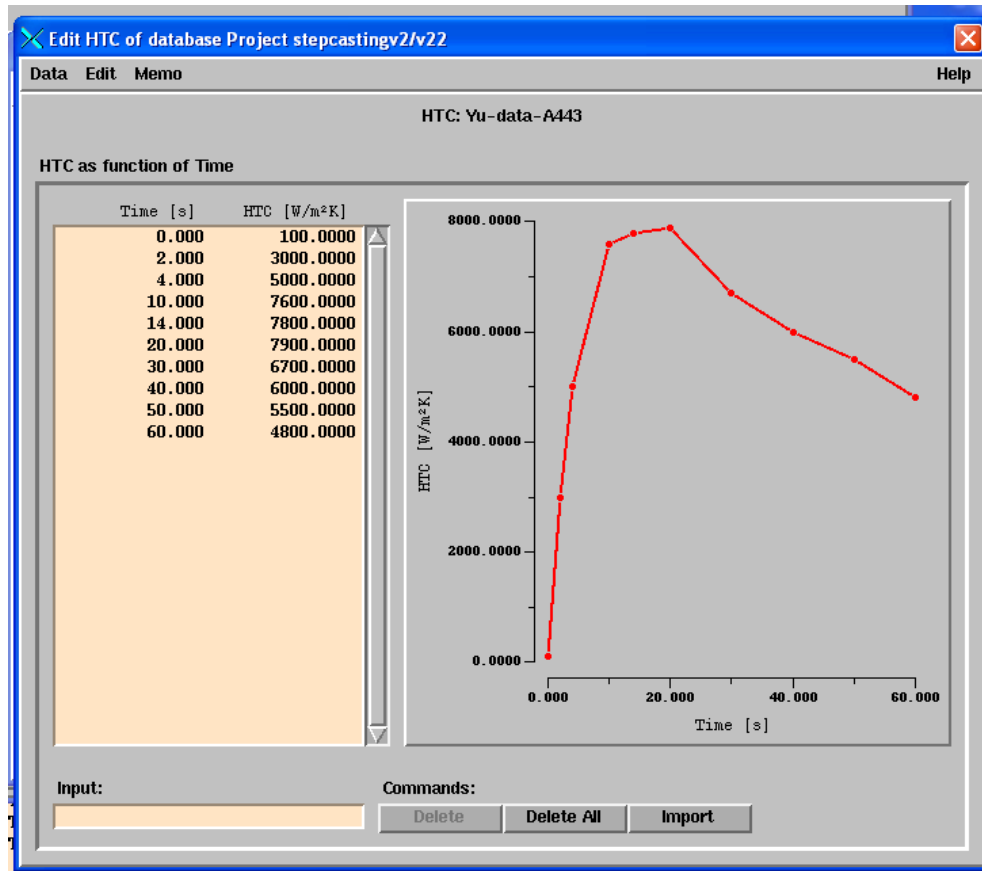 Edit HTC of database Project stepcastingv2/v22
Data Edit Memo Help
HTC: Yu-data-A443
HTC as function of Time
Time [s] HTC [W/m²K]
0.000 100.0000
2.000 3000.0000
4.000 5000.0000
10.000 7600.0000
14.000 7800.0000
20.000 7900.0000
30.000 6700.0000
40.000 6000.0000
50.000 5500.0000
60.000 4800.0000
8000.0000
6000.0000
4000.0000
2000.0000
0.0000
HTC [W/m²K]
0.000 20.000 40.000 60.000
Time [s]
Input:
Commands:
Delete Delete All Import